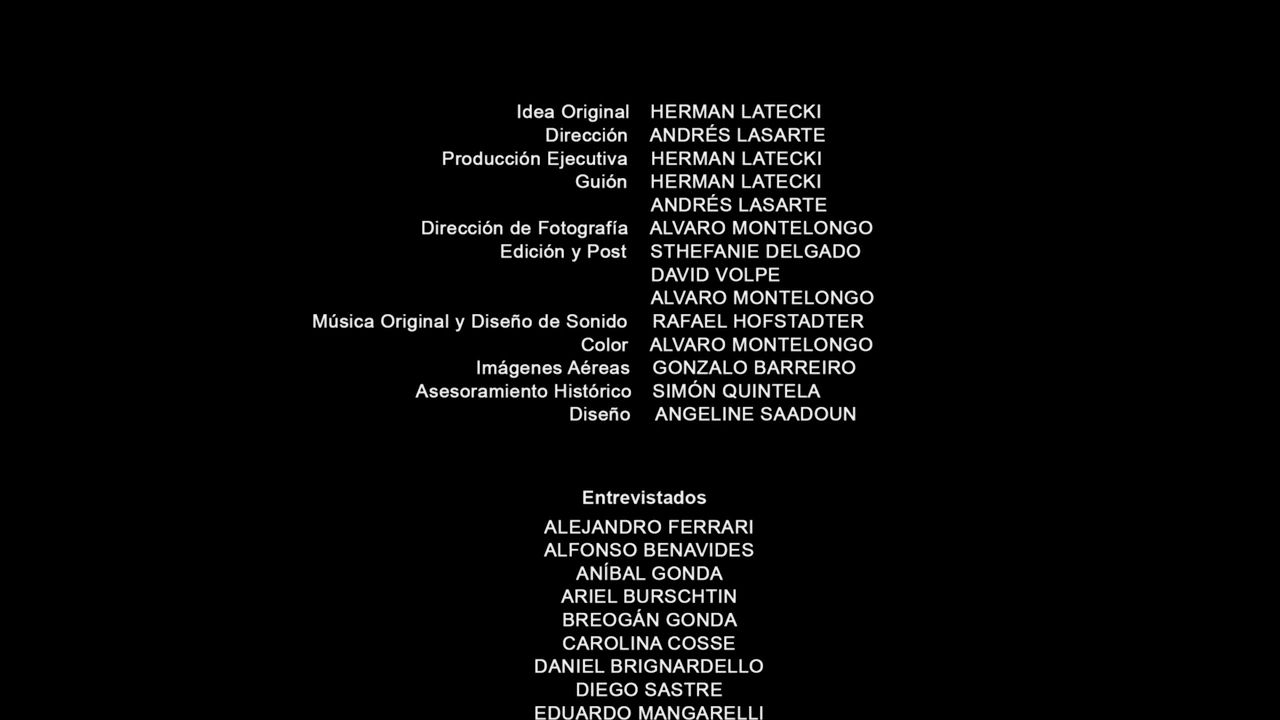 Idea Original HERMAN LATECKI
Dirección ANDRÉS LASARTE
Producción Ejecutiva HERMAN LATECKI
Guión HERMAN LATECKI
ANDRÉS LASARTE
Dirección de Fotografía ALVARO MONTELONGO
Edición y Post STHEFANIE DELGADO
DAVID VOLPE
ALVARO MONTELONGO
Música Original y Diseño de Sonido RAFAEL HOFSTADTER
Color ALVARO MONTELONGO
Imágenes Aéreas GONZALO BARREIRO
Asesoramiento Histórico SIMÓN QUINTELA
Diseño ANGELINE SAADOUN
Entrevistados
ALEJANDRO FERRARI
ALFONSO BENAVIDES
ANÍBAL GONDA
ARIEL BURSCHTIN
BREOGÁN GONDA
CAROLINA COSSE
DANIEL BRIGNARDELLO
DIEGO SASTRE
EDUARDO MANGARELLI